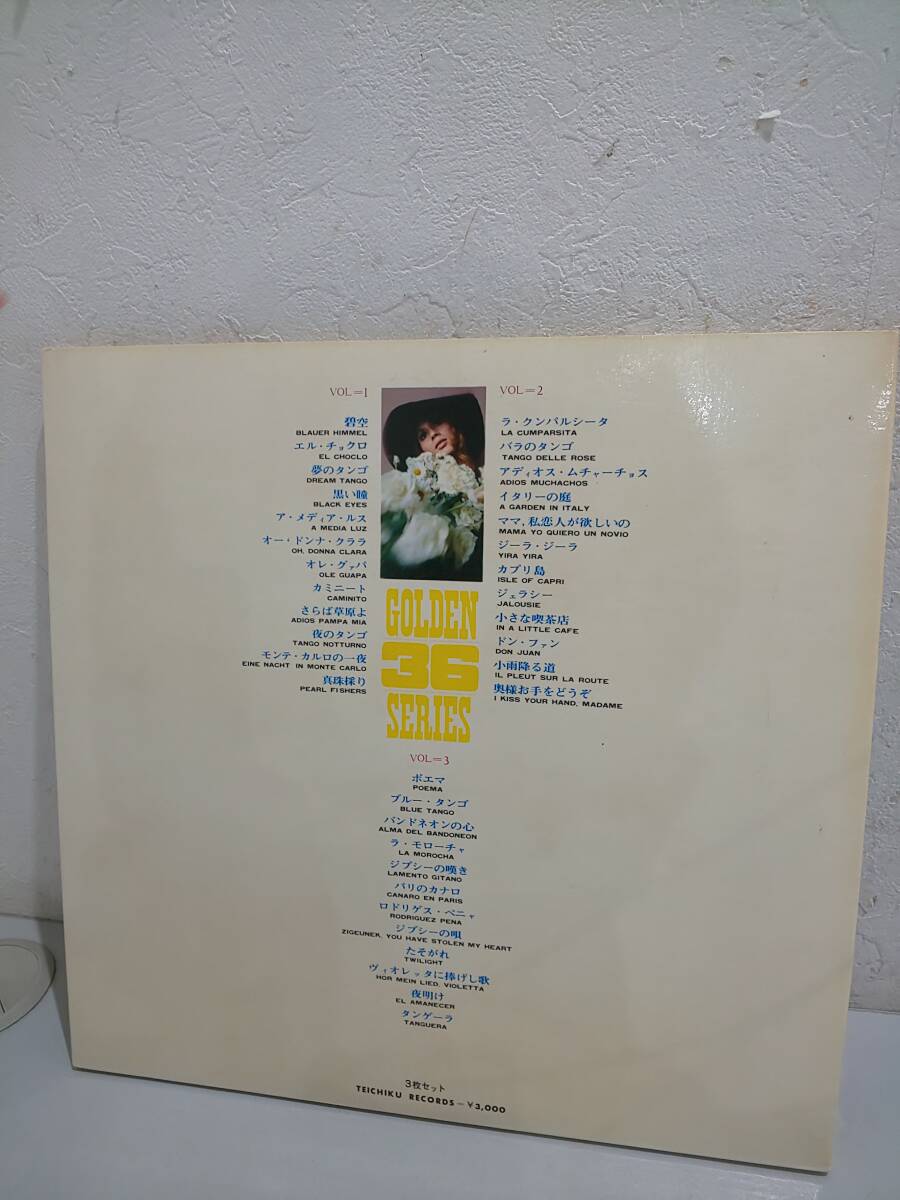 VOL=1
碧空
BLAUER HIMMEL
エル・チョクロ
EL CHOCLO
夢のタンゴ
DREAM TANGO
黒い瞳
BLACK EYES
ア・メディア・ルス
A MEDIA LUZ
オー・ドンナ・クララ
OH, DONNA CLARA
オレ・グァパ
OLE GUAPA
カミニート
CAMINITO
さらば草原よ
ADIOS PAMPA MIA
夜のタンゴ
TANGO NOTTURNO
モンテ・カルロの一夜
EINE NACHT IN MONTE CARLO
真珠採り
PEARL FISHERS
VOL=2
ラ・クンパルシータ
LA CUMPARSITA
バラのタンゴ
TANGO DELLE ROSE
アディオス・ムチャーチョス
ADIOS MUCHACHOS
イタリーの庭
A GARDEN IN ITALY
ママ,私恋人が欲しいの
MAMA YO QUIERO UN NOVIO
ジーラ・ジーラ
YIRA YIRA
カプリ島
ISLE OF CAPRI
ジェラシー
JALOUSIE
小さな喫茶店
IN A LITTLE CAFE
ドン・ファン
DON JUAN
小雨降る道
IL PLEUT SUR LA ROUTE
奥様お手をどうぞ
I KISS YOUR HAND, MADAME
GOLDEN
36
SERIES
VOL=3
ポエマ
POEMA
ブルー・タンゴ
BLUE TANGO
バンドネオンの心
ALMA DEL BANDONEON
ラ・モローチャ
LA MOROCHA
ジプシーの嘆き
LAMENTO GITANO
パリのカナロ
CANARO EN PARIS
ロドリゲス・ペニャ
RODRIGUEZ PENA
ジプシーの唄
ZIGEUNEK, YOU HAVE STOLEN MY HEART
たそがれ
TWILIGHT
ヴィオレッタに捧げし歌
HOR MEIN LIED, VIOLETTA
夜明け
EL AMANECER
タンゲーラ
TANGUERA
3枚セット
TEICHIKU RECORDS—¥3,000